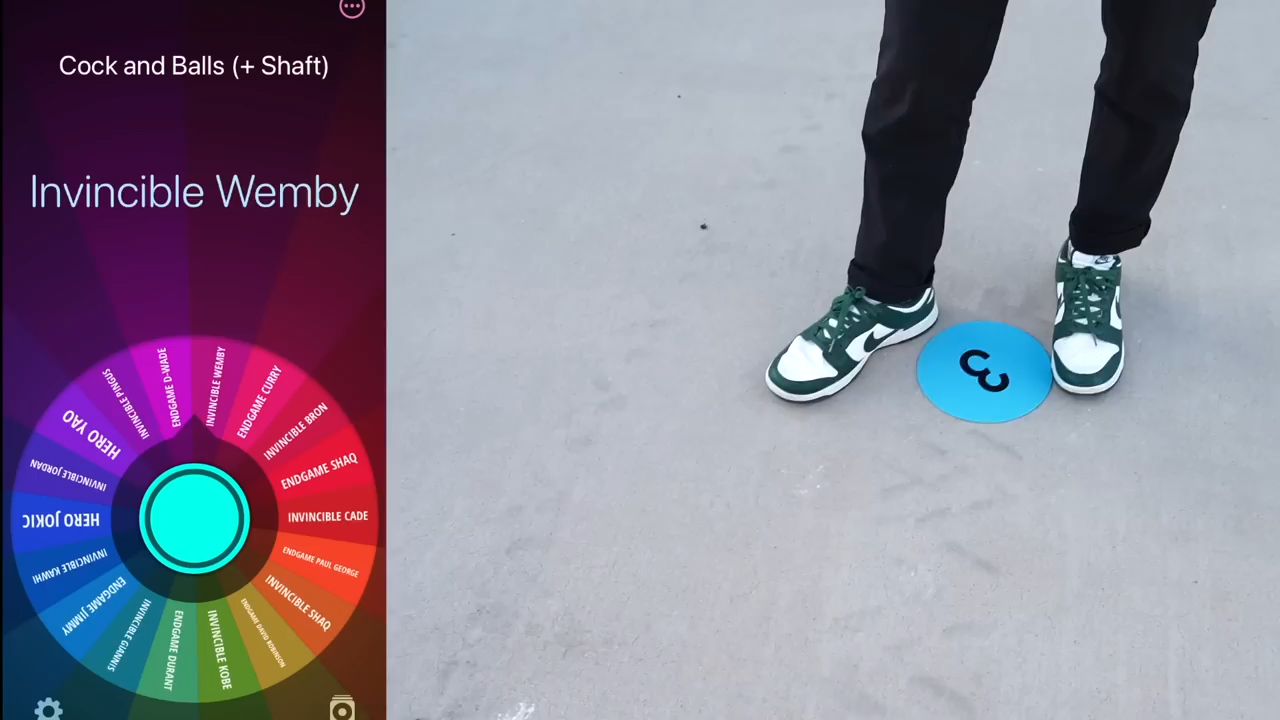 Cock and Balls (+ Shaft)
Invincible Wemby
INVINCIBLE WEMBY
ENDGAME CURRY
INVINCIBLE BRON
ENDGAME SHAQ
INVINCIBLE CADE
ENDGAME PAUL GEORGE
INVINCIBLE SHAQ
ENDGAME DAVID ROBINSON
INVINCIBLE KOBE
ENDGAME DURANT
INVINCIBLE GIANNIS
ENDGAME JIMMY
INVINCIBLE KAWHI
HERO JOKIC
INVINCIBLE JORDAN
HERO YAO
INVINCIBLE PINGUS
ENDGAME D-WADE
3